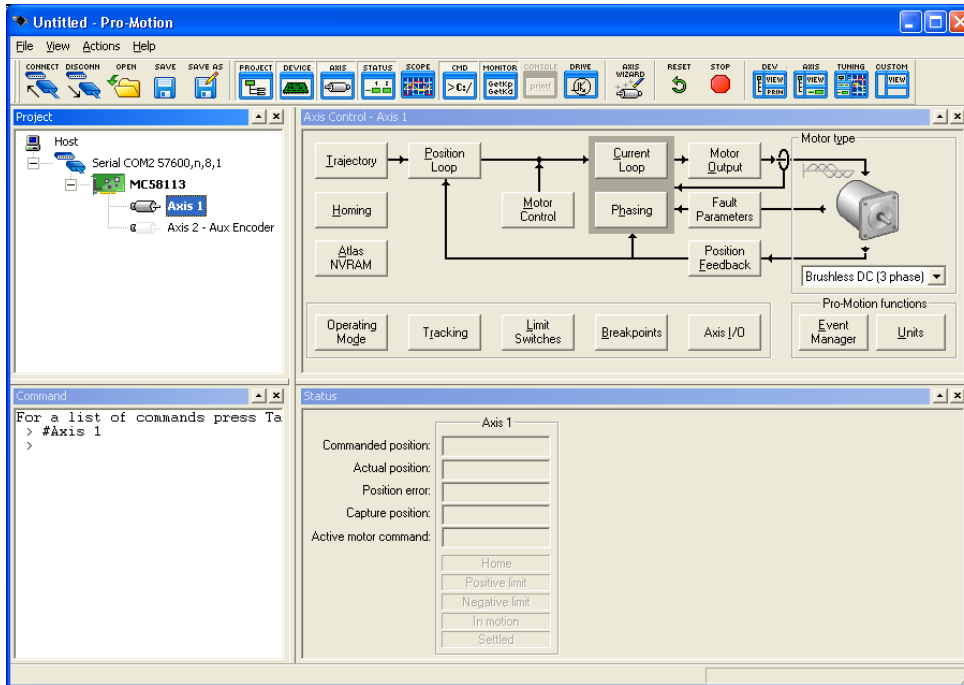 Untitled - Pro-Motion
File View Actions Help
CONNECT DISCONN OPEN SAVE SAVE AS PROJECT DEVICE AXIS STATUS SCOPE CMD MONITOR CONSOLE DRIVE AXIS WIZARD RESET STOP DEV AXIS TUNING CUSTOM
>C:/ GetKp GetKd printf VIEW PRIN VIEW VIEW VIEW
Project
Host
Serial COM2 57600,n,8,1
MC58113
Axis 1
Axis 2 - Aux Encoder
Axis Control - Axis 1
Trajectory
Position Loop
Current Loop
Motor Output
Motor type
Homing
Motor Control
Phasing
Fault Parameters
Atlas NVRAM
Position Feedback
Brushless DC (3 phase)
Operating Mode
Tracking
Limit Switches
Breakpoints
Axis I/O
Pro-Motion functions
Event Manager
Units
Command
For a list of commands press Ta
> #Axis 1
>
Status
Axis 1
Commanded position:
Actual position:
Position error:
Capture position:
Active motor command:
Home
Positive limit
Negative limit
In motion
Settled